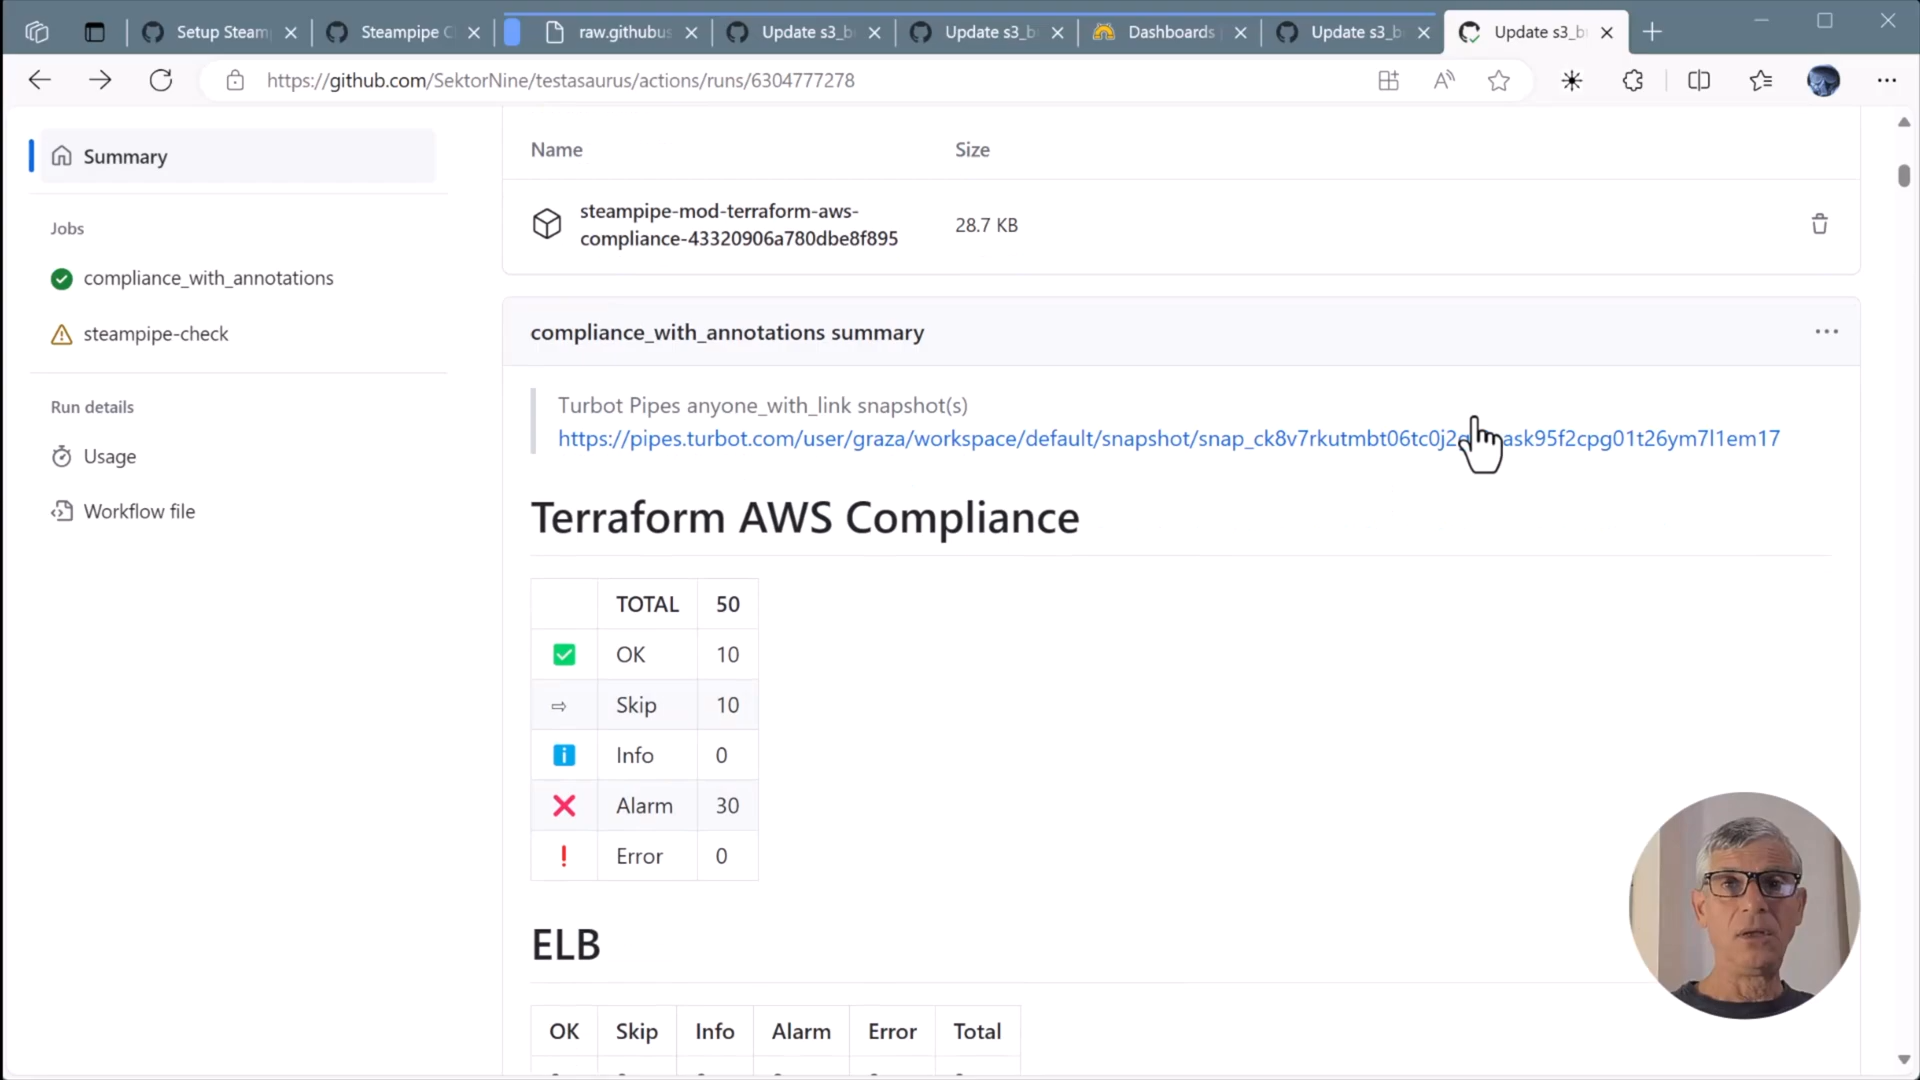 Setup Steam
Steampipe C
raw.githubus
Update s3_b
Update s3_b
Dashboards
Update s3_b
Update s3_b
https://github.com/SektorNine/testasaurus/actions/runs/6304777278
Summary
Jobs
compliance_with_annotations
steampipe-check
Run details
Usage
Workflow file
Name
Size
steampipe-mod-terraform-aws-
compliance-43320906a780dbe8f895
28.7 KB
compliance_with_annotations summary
Turbot Pipes anyone_with_link snapshot(s)
https://pipes.turbot.com/user/graza/workspace/default/snapshot/snap_ck8v7rkutmbt06tc0j2 ask95f2cpg01t26ym7l1em17
Terraform AWS Compliance
TOTAL 50
OK 10
Skip 10
Info 0
Alarm 30
Error 0
ELB
OK Skip Info Alarm Error Total